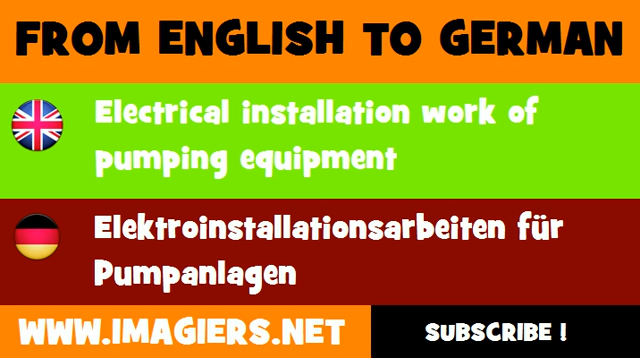 FROM ENGLISH TO GERMAN
Electrical installation work of
pumping equipment
Elektroinstallationsarbeiten für
Pumpanlagen
WWW.IMAGIERS.NET
SUBSCRIBE !